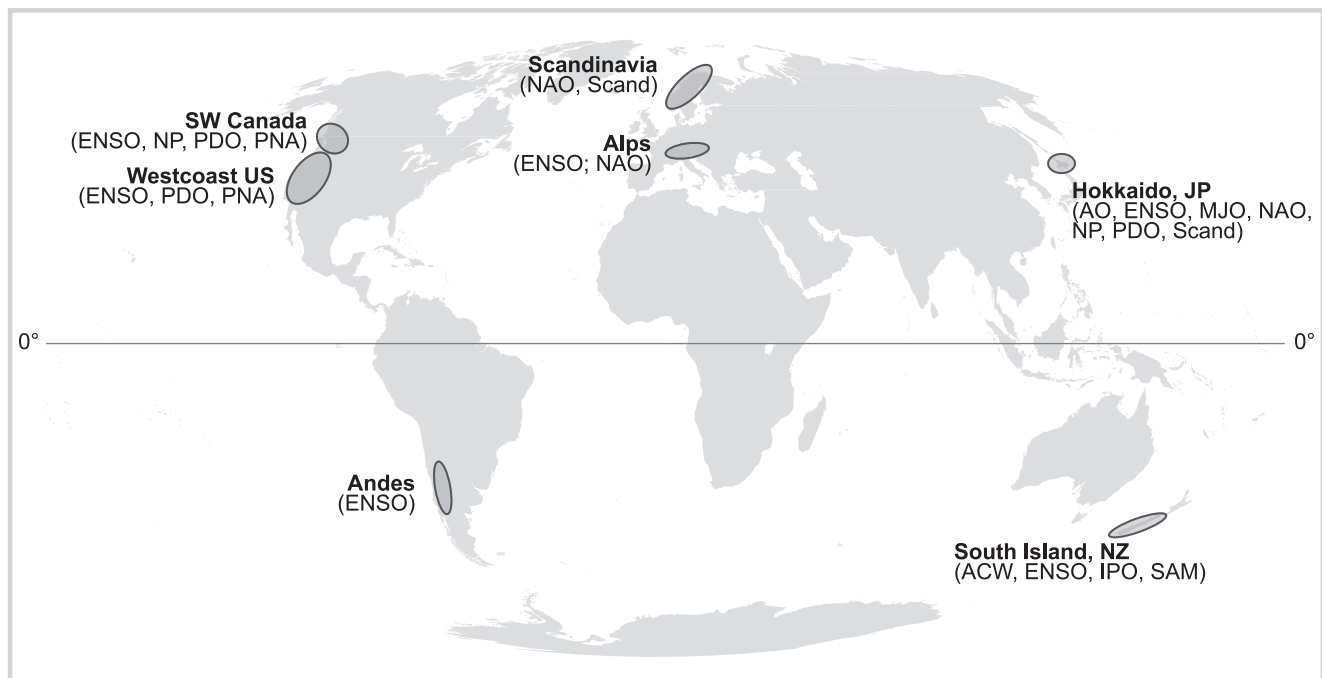 Scandinavia
(NAO, Scand)
SW Canada
(ENSO, NP, PDO, PNA)
Alps
(ENSO; NAO)
Westcoast US
(ENSO, PDO, PNA)
Hokkaido, JP
(AO, ENSO, MJO, NAO,
NP, PDO, Scand)
0°
0°
Andes
(ENSO)
South Island, NZ
(ACW, ENSO, IPO, SAM)